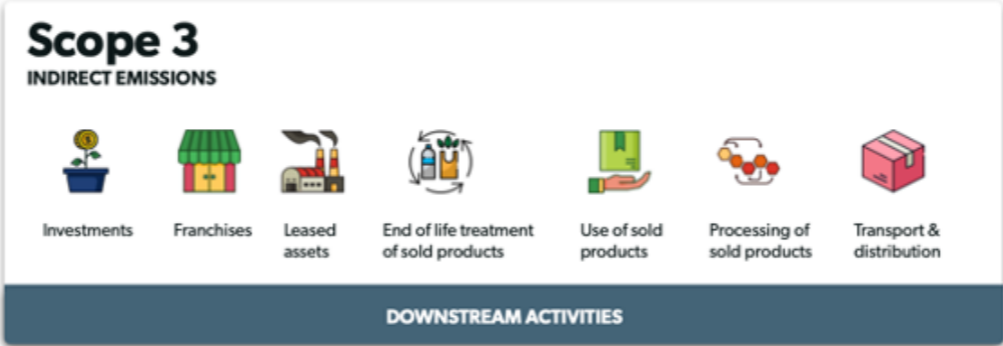 Scope 3
INDIRECT EMISSIONS
Investments
Franchises
Leased
assets
End of life treatment
of sold products
Use of sold
products
Processing of
sold products
Transport &
distribution
DOWNSTREAM ACTIVITIES